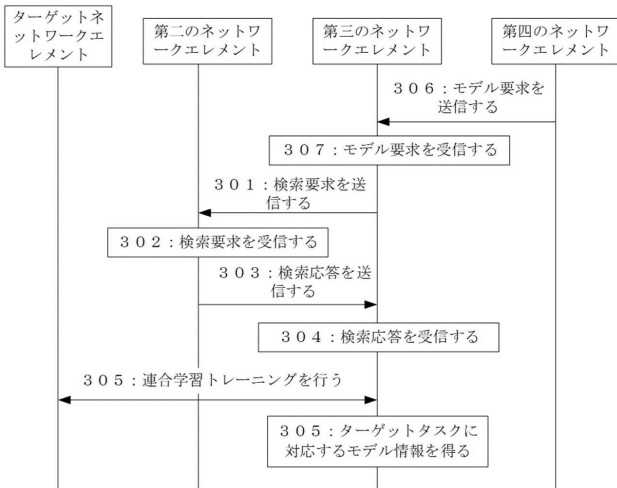 ターゲットネ
ットワークエ
レメント
第二のネットワ
ークエレメント
第三のネットワ
ークエレメント
第四のネットワ
ークエレメント
306:モデル要求を
送信する
307:モデル要求を受信する
301:検索要求を送
信する
302:検索要求を受信する
303:検索応答を送
信する
304:検索応答を受信する
305:連合学習トレーニングを行う
305:ターゲットタスクに
対応するモデル情報を得る